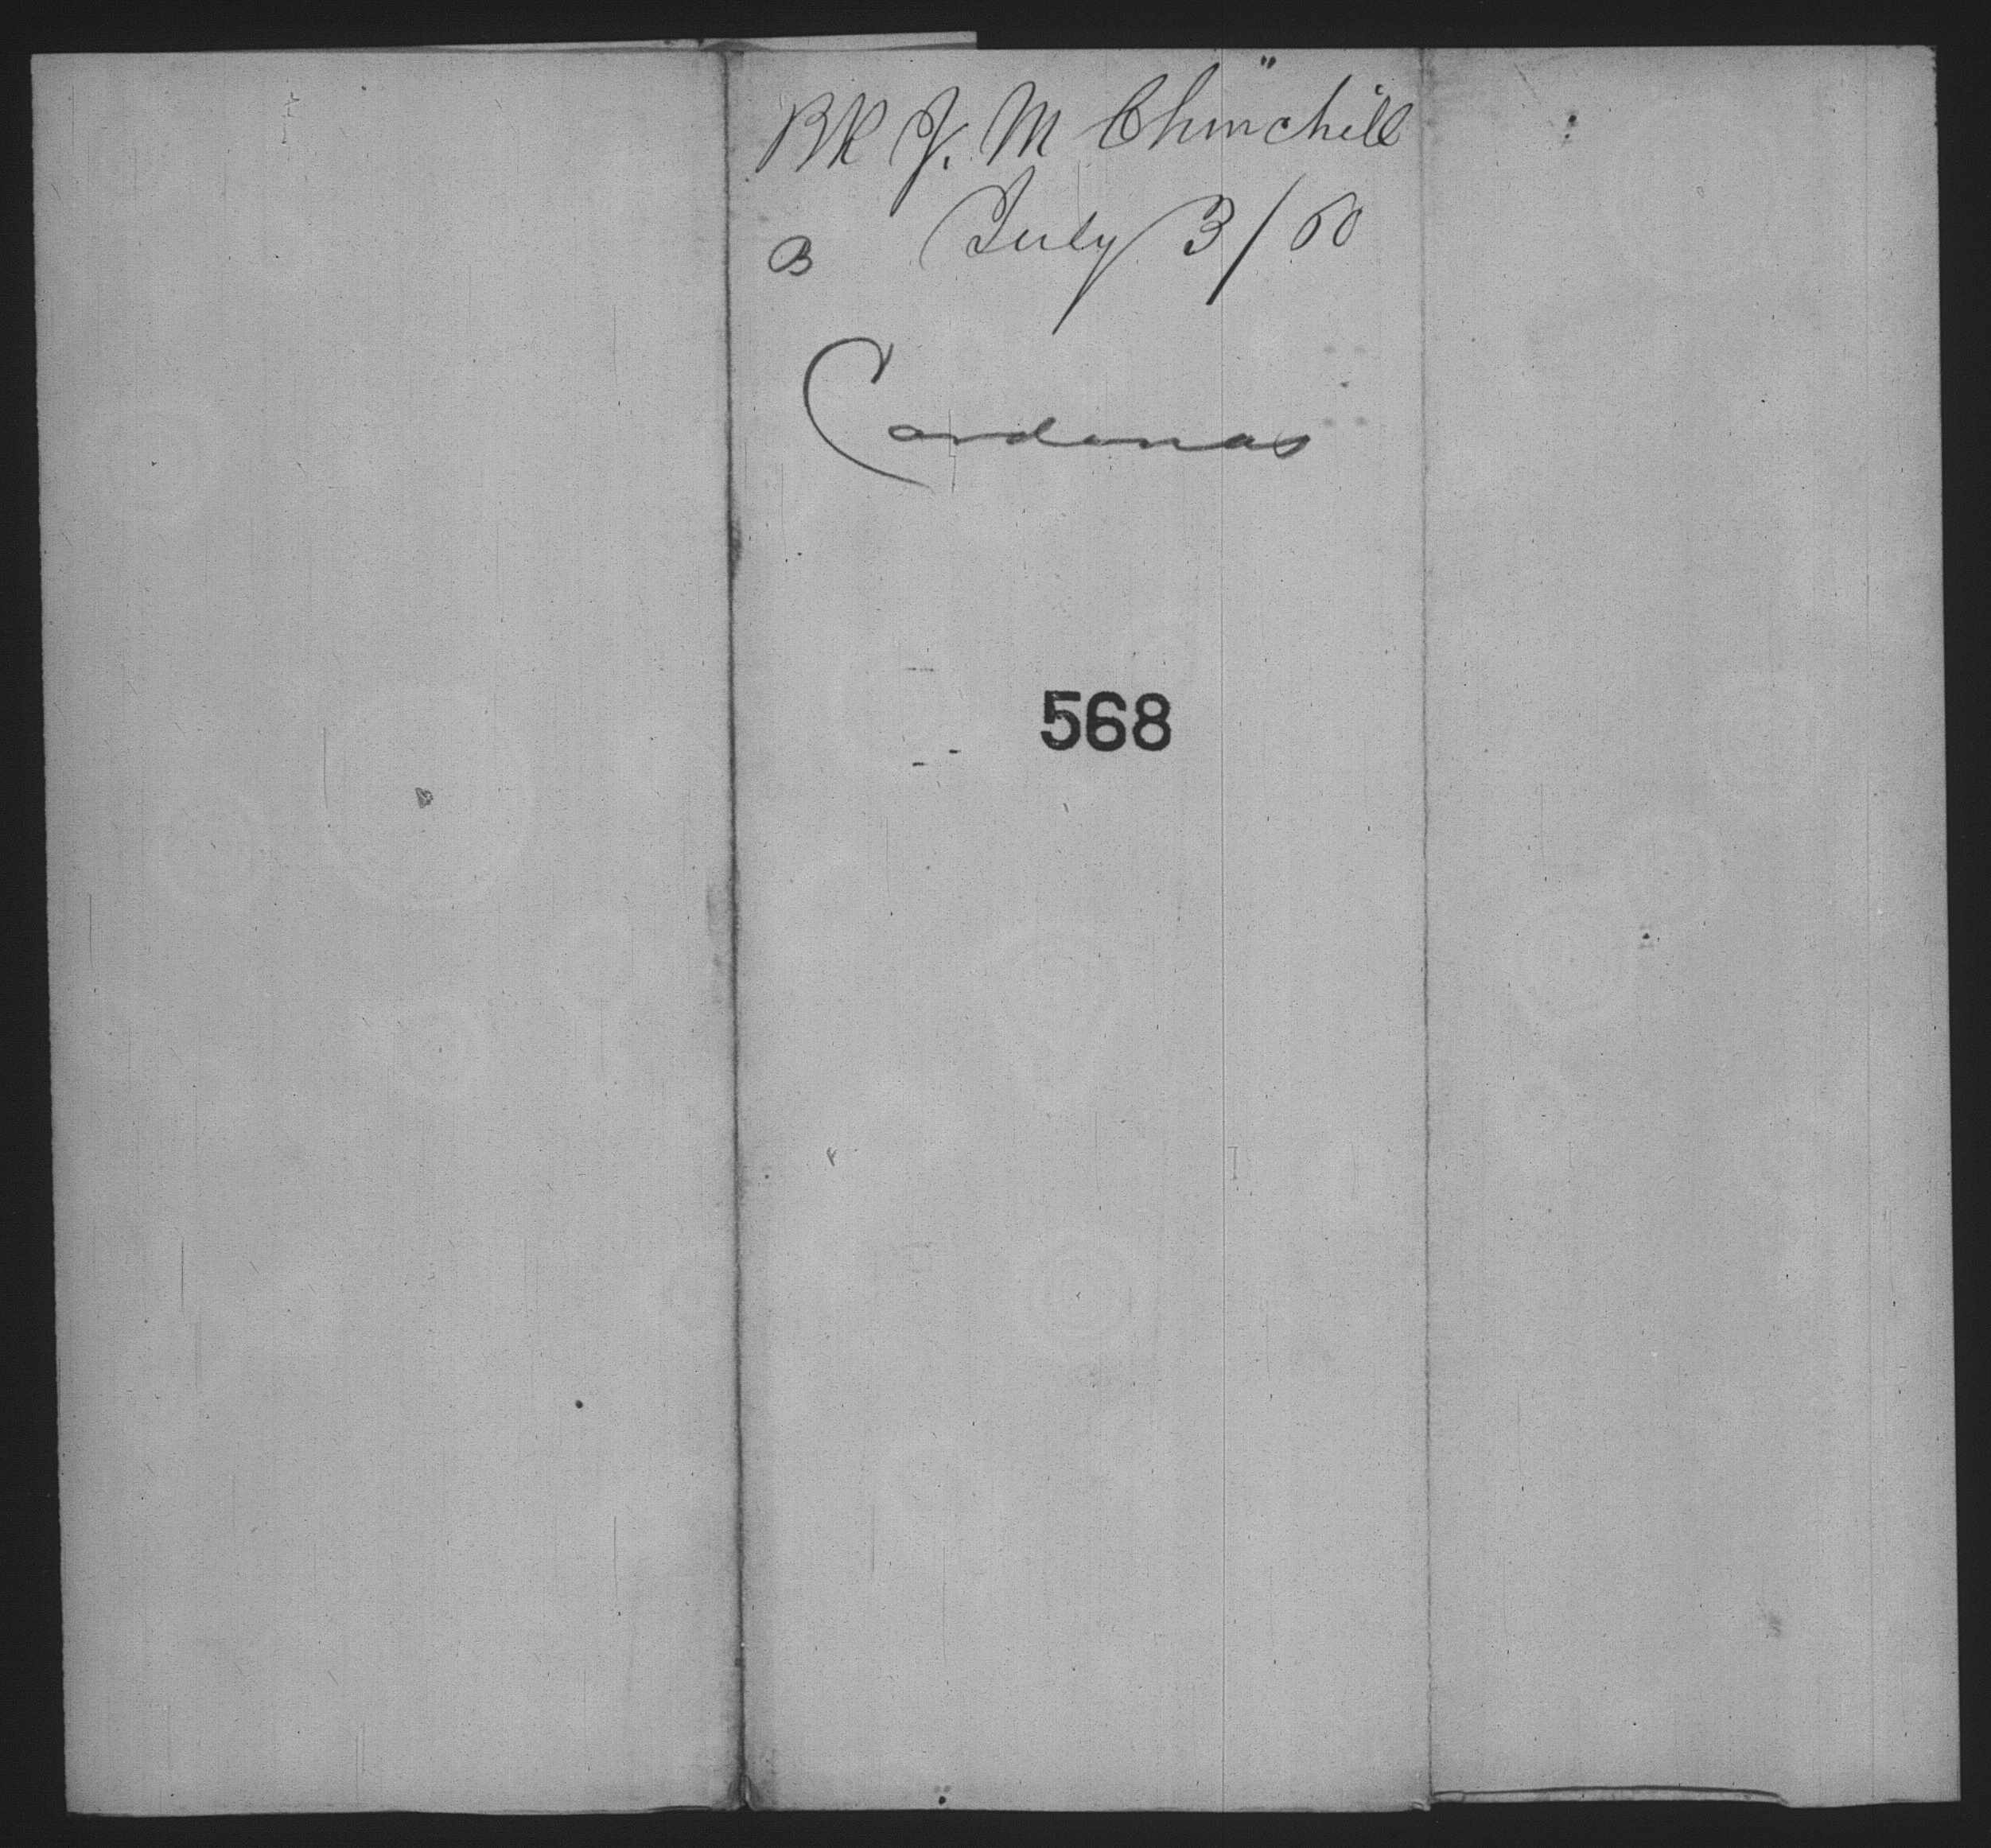 BK J. M Churchill
B July 3/60
Cardenas
568